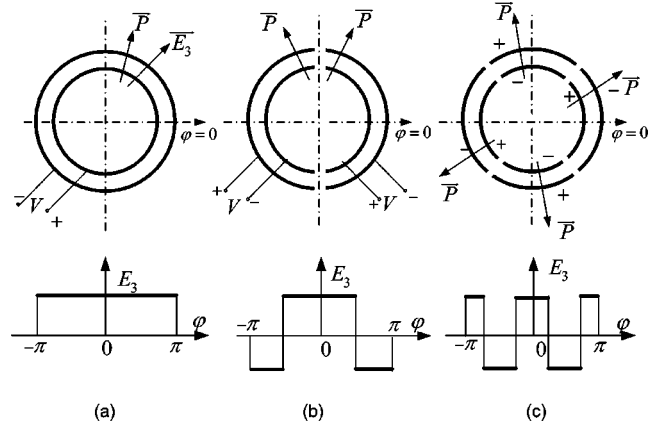 P E₃
φ=0
− V +
P P
φ=0
+ V − + V −
P + − + − P
φ=0
− + − + P P
E₃ φ
−π 0 π
E₃ φ
−π 0 π
E₃ φ
−π 0 π
(a) (b) (c)